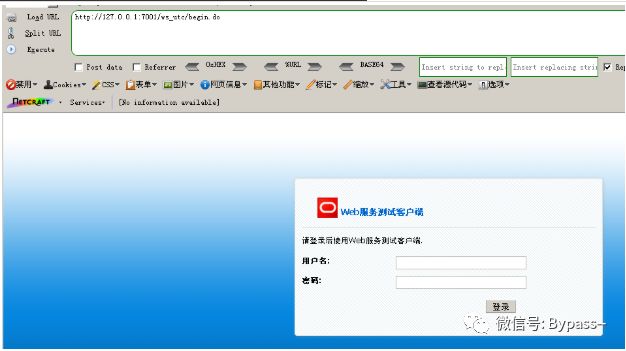 Load URL
http://127.0.0.1:7001/ws_utc/begin.do
Split URL
Execute
Post data Referrer OxHEX %URL BASE64 Insert string to repl Insert replacing strin Rep
禁用 Cookies CSS 表单 图片 网页信息 其他功能 标记 缩放 工具 查看源代码 选项
NETCRAFT Services [No information available]
Web服务测试客户端
请登录后使用Web服务测试客户端.
用户名:
密码:
登录
微信号: Bypass--